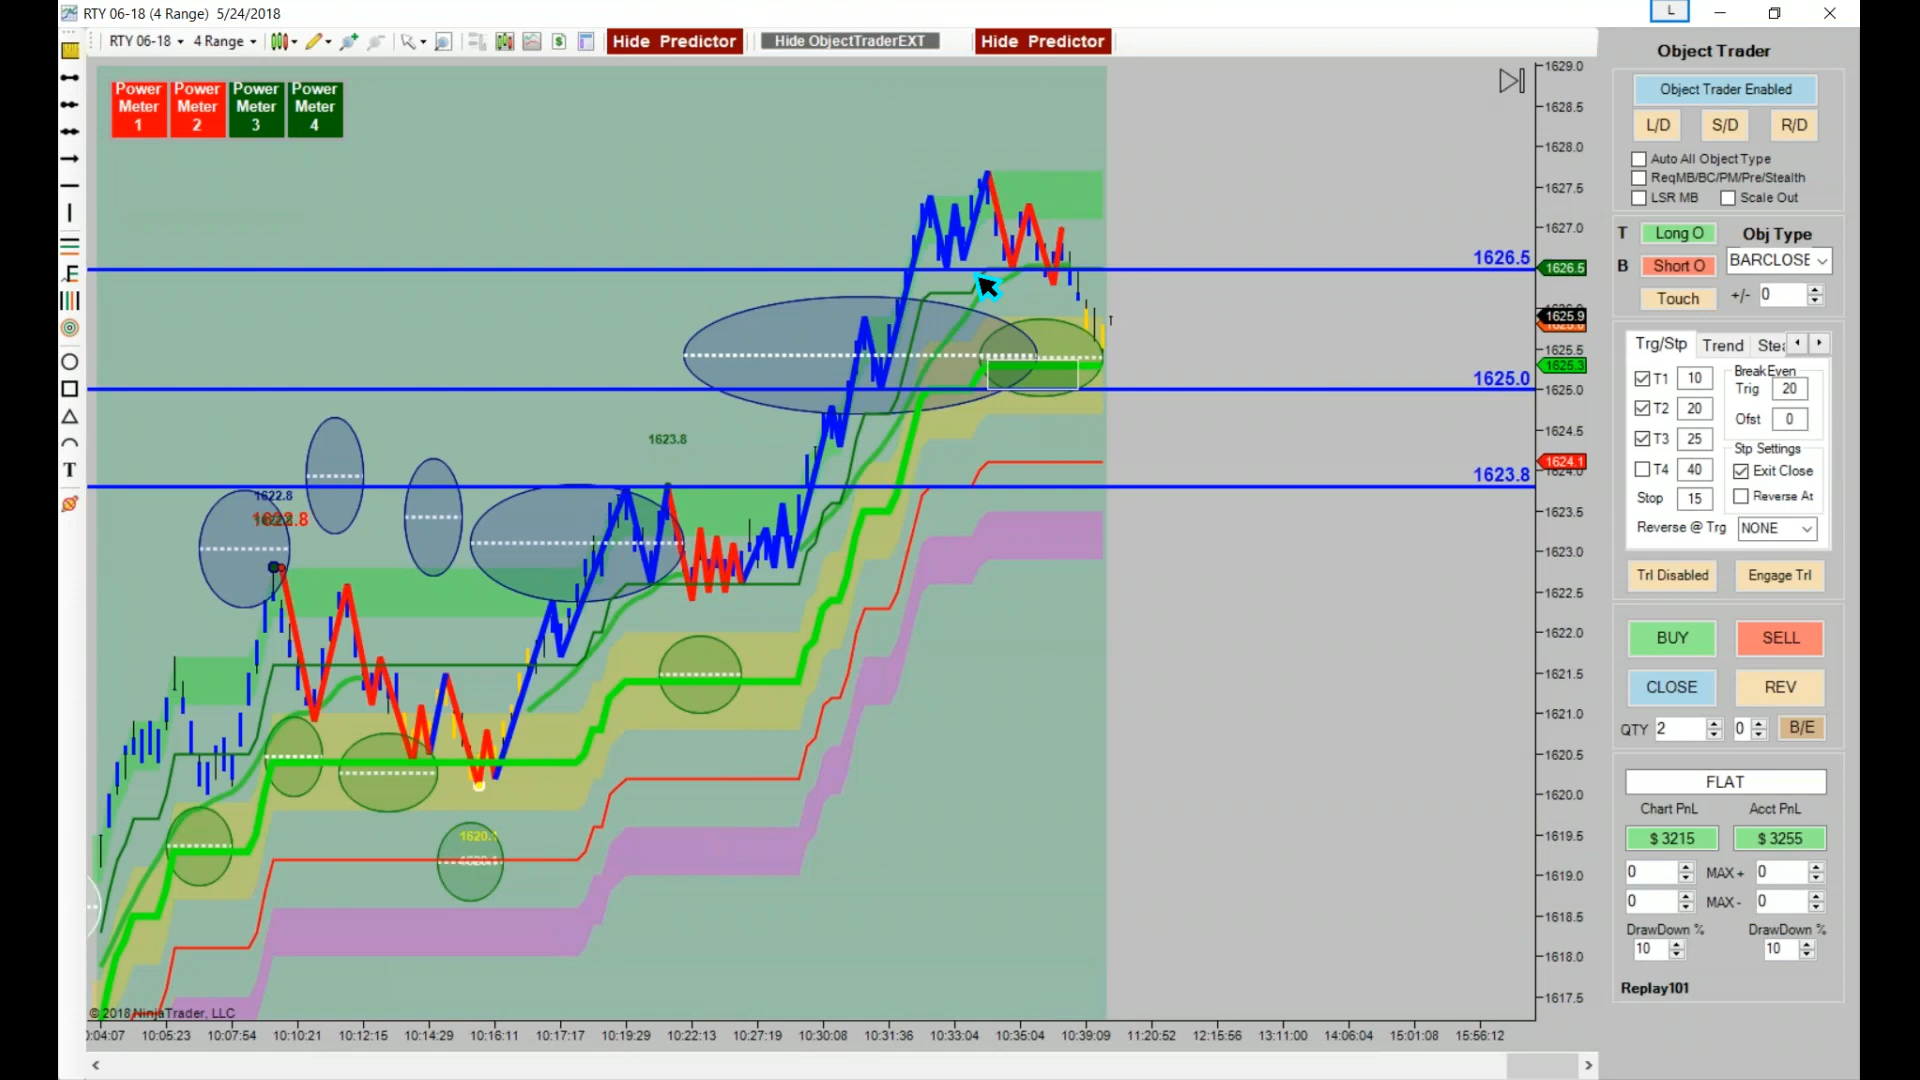 RTY 06-18 (4 Range)  5/24/2018
L
RTY 06-18 4 Range Hide Predictor Hide ObjectTraderEXT Hide Predictor
Power Meter 1
Power Meter 2
Power Meter 3
Power Meter 4
1626.5
1625.0
1623.8
1623.8
1622.8
1622.8
1620.1
T
1629.0
1628.5
1628.0
1627.5
1627.0
1626.5
1625.9
1625.5
1625.3
1625.0
1624.5
1624.1
1623.5
1623.0
1622.5
1622.0
1621.5
1621.0
1620.5
1620.0
1619.5
1619.0
1618.5
1618.0
1617.5
© 2018 NinjaTrader, LLC
10:05:23 10:07:54 10:10:21 10:12:15 10:14:29 10:16:11 10:17:17 10:19:29 10:22:13 10:27:19 10:30:08 10:31:36 10:33:04 10:35:04 10:39:09 11:20:52 12:15:56 13:11:00 14:06:04 15:01:08 15:56:12
Object Trader
Object Trader Enabled
L/D S/D R/D
Auto All Object Type
ReqMB/BC/PM/Pre/Stealth
LSR MB Scale Out
T Long O Obj Type
B Short O BARCLOSE
Touch +/- 0
Trg/Stp Trend
T1 10
T2 20
T3 25
T4 40
Stop 15
BreakEven
Trig 20
Ofst 0
Stp Settings
Exit Close
Reverse At
Reverse @ Trg NONE
Trl Disabled Engage Trl
BUY SELL
CLOSE REV
QTY 2 0 B/E
FLAT
Chart PnL Acct PnL
$ 3215 $ 3255
0 MAX + 0
0 MAX - 0
DrawDown % DrawDown %
10 10
Replay101